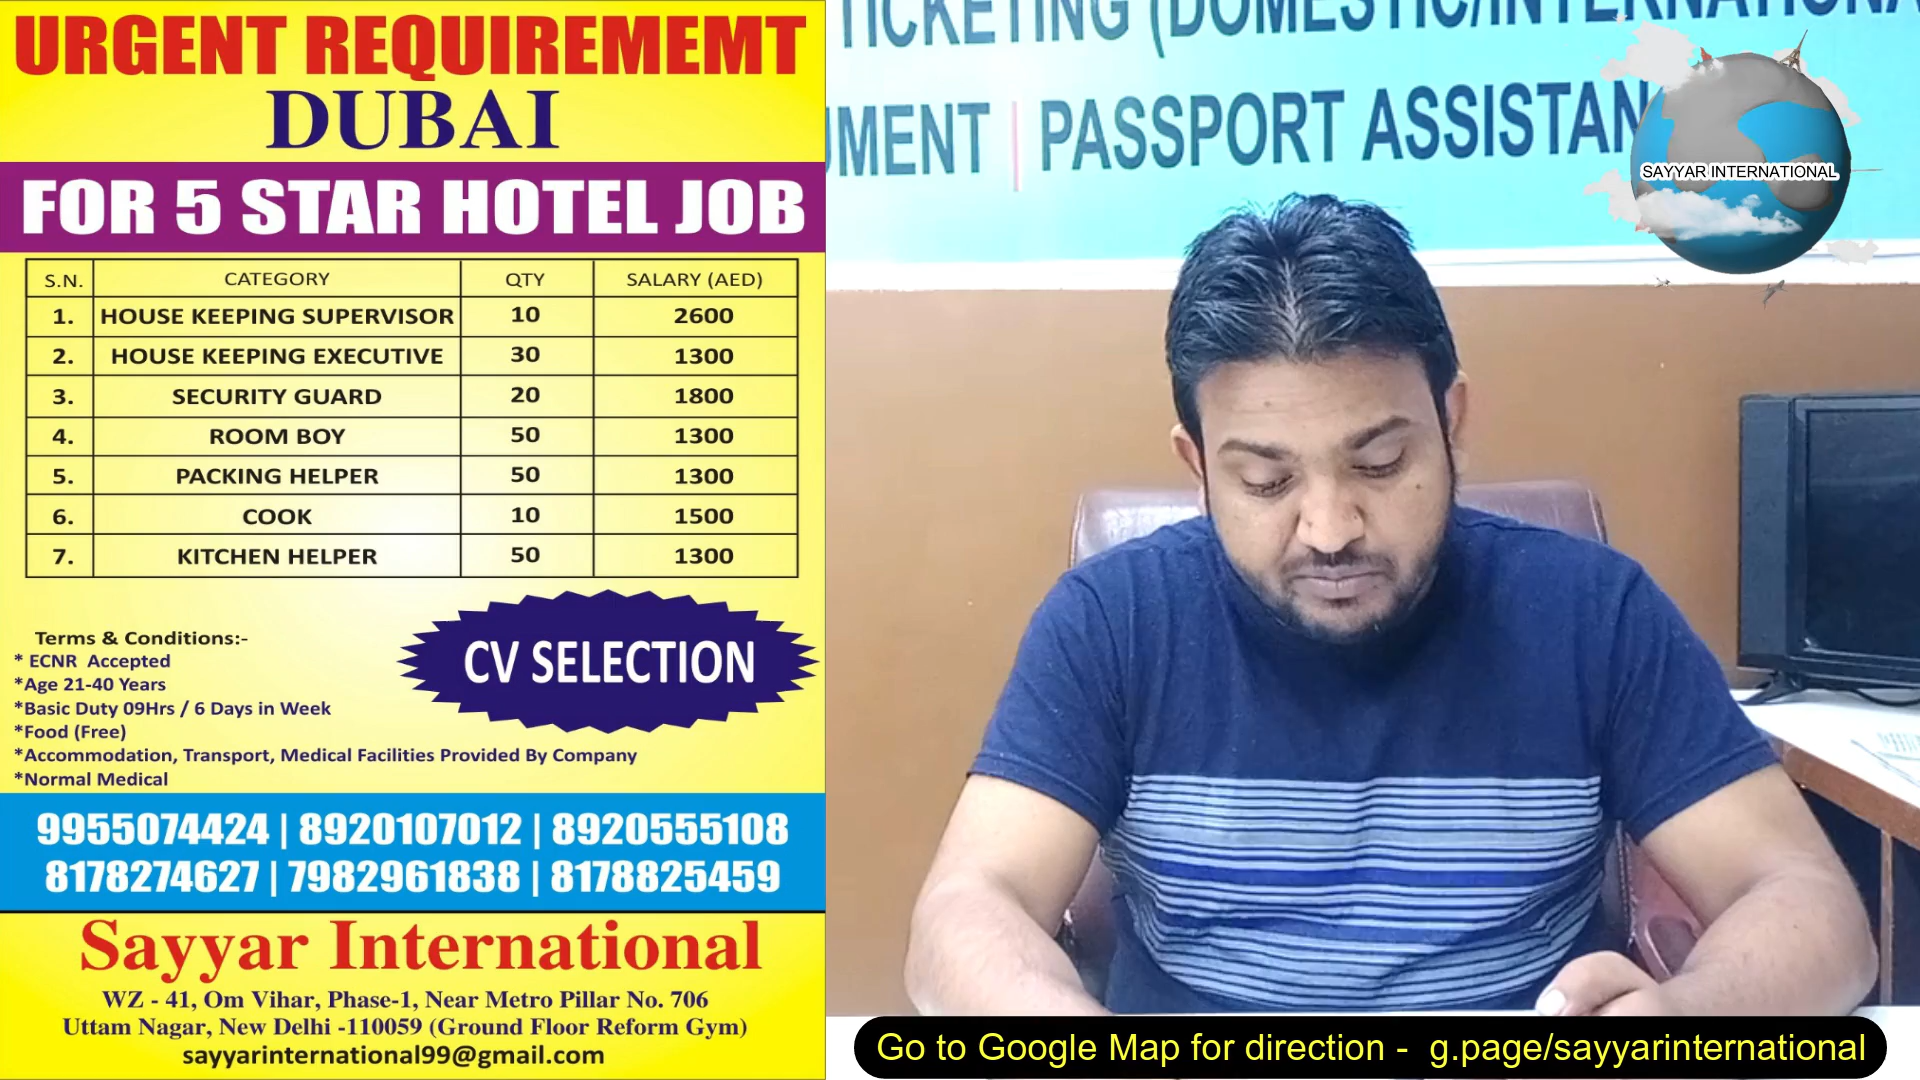 URGENT REQUIREMEMT
DUBAI
FOR 5 STAR HOTEL JOB
S.N. CATEGORY QTY SALARY (AED)
1. HOUSE KEEPING SUPERVISOR 10 2600
2. HOUSE KEEPING EXECUTIVE 30 1300
3. SECURITY GUARD 20 1800
4. ROOM BOY 50 1300
5. PACKING HELPER 50 1300
6. COOK 10 1500
7. KITCHEN HELPER 50 1300
CV SELECTION
Terms & Conditions:-
* ECNR Accepted
*Age 21-40 Years
*Basic Duty 09Hrs / 6 Days in Week
*Food (Free)
*Accommodation, Transport, Medical Facilities Provided By Company
*Normal Medical
9955074424 | 8920107012 | 8920555108
8178274627 | 7982961838 | 8178825459
Sayyar International
WZ - 41, Om Vihar, Phase-1, Near Metro Pillar No. 706
Uttam Nagar, New Delhi -110059 (Ground Floor Reform Gym)
sayyarinternational99@gmail.com
TICKETING (DOMESTIC/INTERNATIONA
UMENT | PASSPORT ASSISTAN
SAYYAR INTERNATIONAL
Go to Google Map for direction - g.page/sayyarinternational